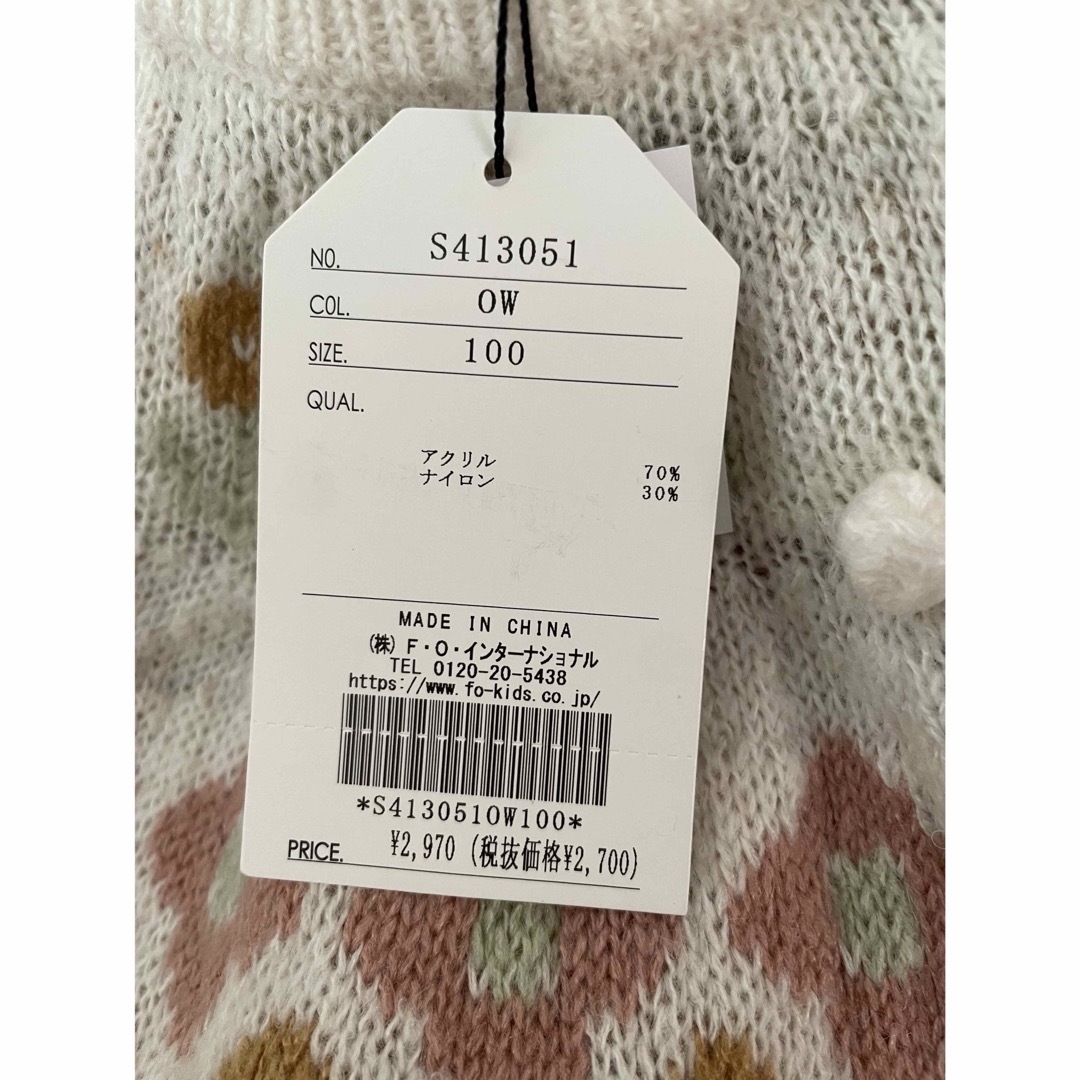 NO. S413051
COL. OW
SIZE. 100
QUAL.
アクリル 70%
ナイロン 30%
MADE IN CHINA
(株) F・O・インターナショナル
TEL 0120-20-5438
https://www.fo-kids.co.jp/
*S413051OW100*
PRICE. ¥2,970 (税抜価格¥2,700)